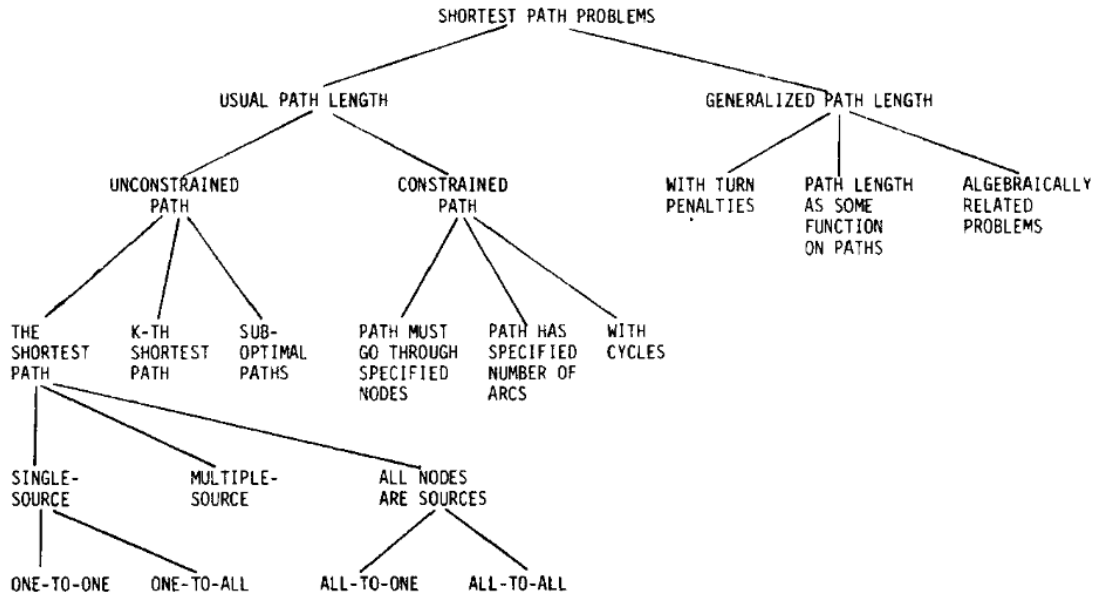 SHORTEST PATH PROBLEMS
USUAL PATH LENGTH
GENERALIZED PATH LENGTH
UNCONSTRAINED
PATH
CONSTRAINED
PATH
WITH TURN
PENALTIES
PATH LENGTH
AS SOME
FUNCTION
ON PATHS
ALGEBRAICALLY
RELATED
PROBLEMS
THE
SHORTEST
PATH
K-TH
SHORTEST
PATH
SUB-
OPTIMAL
PATHS
PATH MUST
GO THROUGH
SPECIFIED
NODES
PATH HAS
SPECIFIED
NUMBER OF
ARCS
WITH
CYCLES
SINGLE-
SOURCE
MULTIPLE-
SOURCE
ALL NODES
ARE SOURCES
ONE-TO-ONE
ONE-TO-ALL
ALL-TO-ONE
ALL-TO-ALL